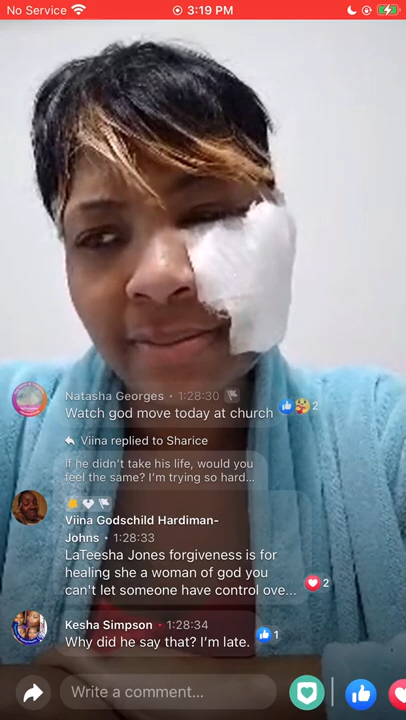 No Service 3:19 PM
Natasha Georges • 1:28:30
Watch god move today at church
2
Viina replied to Sharice
If he didn't take his life, would you
feel the same? I'm trying so hard...
Viina Godschild Hardiman-
Johns • 1:28:33
LaTeesha Jones forgiveness is for
healing she a woman of god you
can't let someone have control ove...
2
Kesha Simpson • 1:28:34
Why did he say that? I'm late.
1
Write a comment...